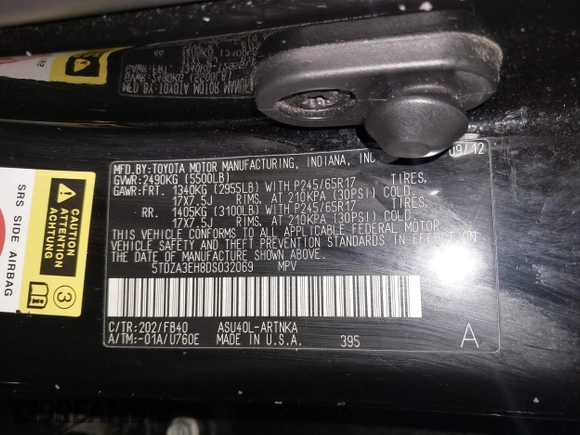 MFD.BY:TOYOTA MOTOR MANUFACTURING, INDIANA, INC 09/12
GVWR:2490KG (5500LB)
GAWR:FRT. 1340KG (2955LB) WITH P245/65R17 TIRES,
17X7.5J RIMS, AT 210KPA (30PSI) COLD.
RR. 1405KG (3100LB) WITH P245/65R17 TIRES,
17X7.5J RIMS, AT 210KPA (30PSI) COLD.
THIS VEHICLE CONFORMS TO ALL APPLICABLE FEDERAL MOTOR
VEHICLE SAFETY AND THEFT PREVENTION STANDARDS IN EFFECT ON
THE DATE OF MANUFACTURE SHOWN ABOVE.
5TDZA3EH8DS032069 MPV
C/TR:202/FB40 ASU40L-ARTNKA
A/TM:-01A/U760E MADE IN U.S.A. 395 A
SRS SIDE AIRBAG
CAUTION
ATTENTION
ACHTUNG
3